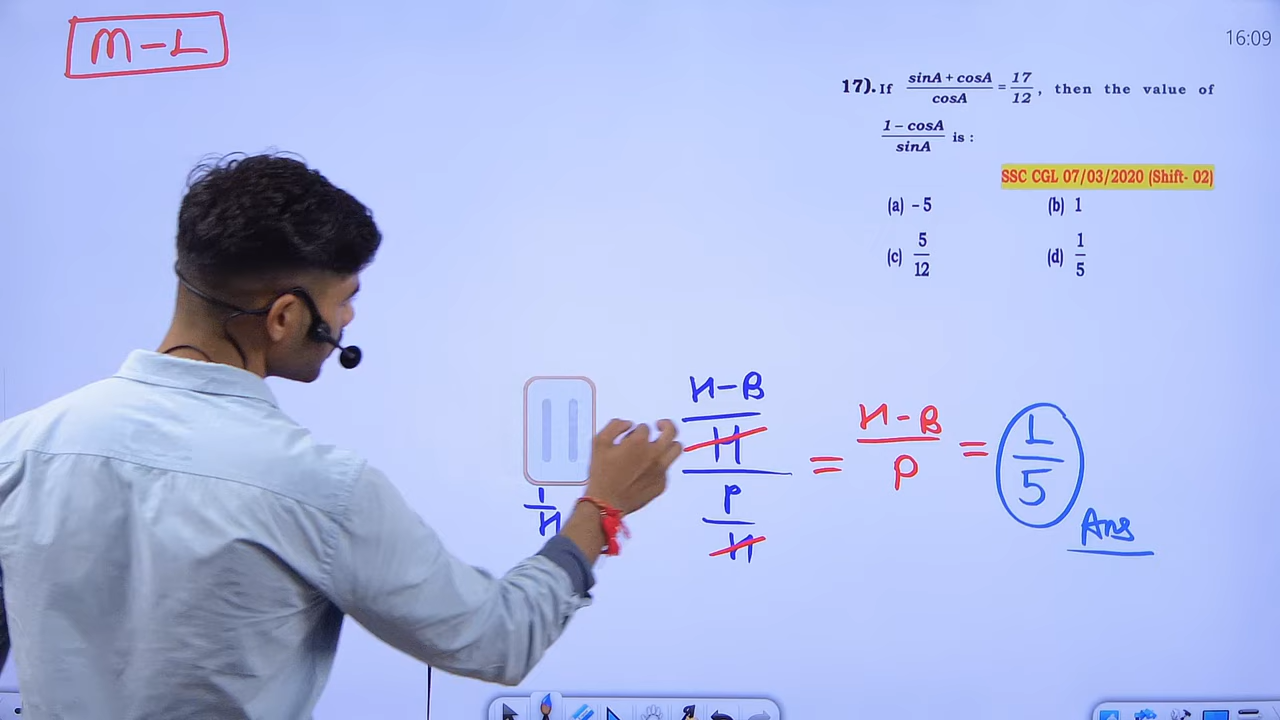 M-1
16:09
17). If (sinA + cosA)/cosA = 17/12, then the value of
(1 - cosA)/sinA is :
SSC CGL 07/03/2020 (Shift- 02)
(a) - 5 (b) 1
(c) 5/12 (d) 1/5
H-B
H
P
H
= H-B
P
= 1
5
Ans
H